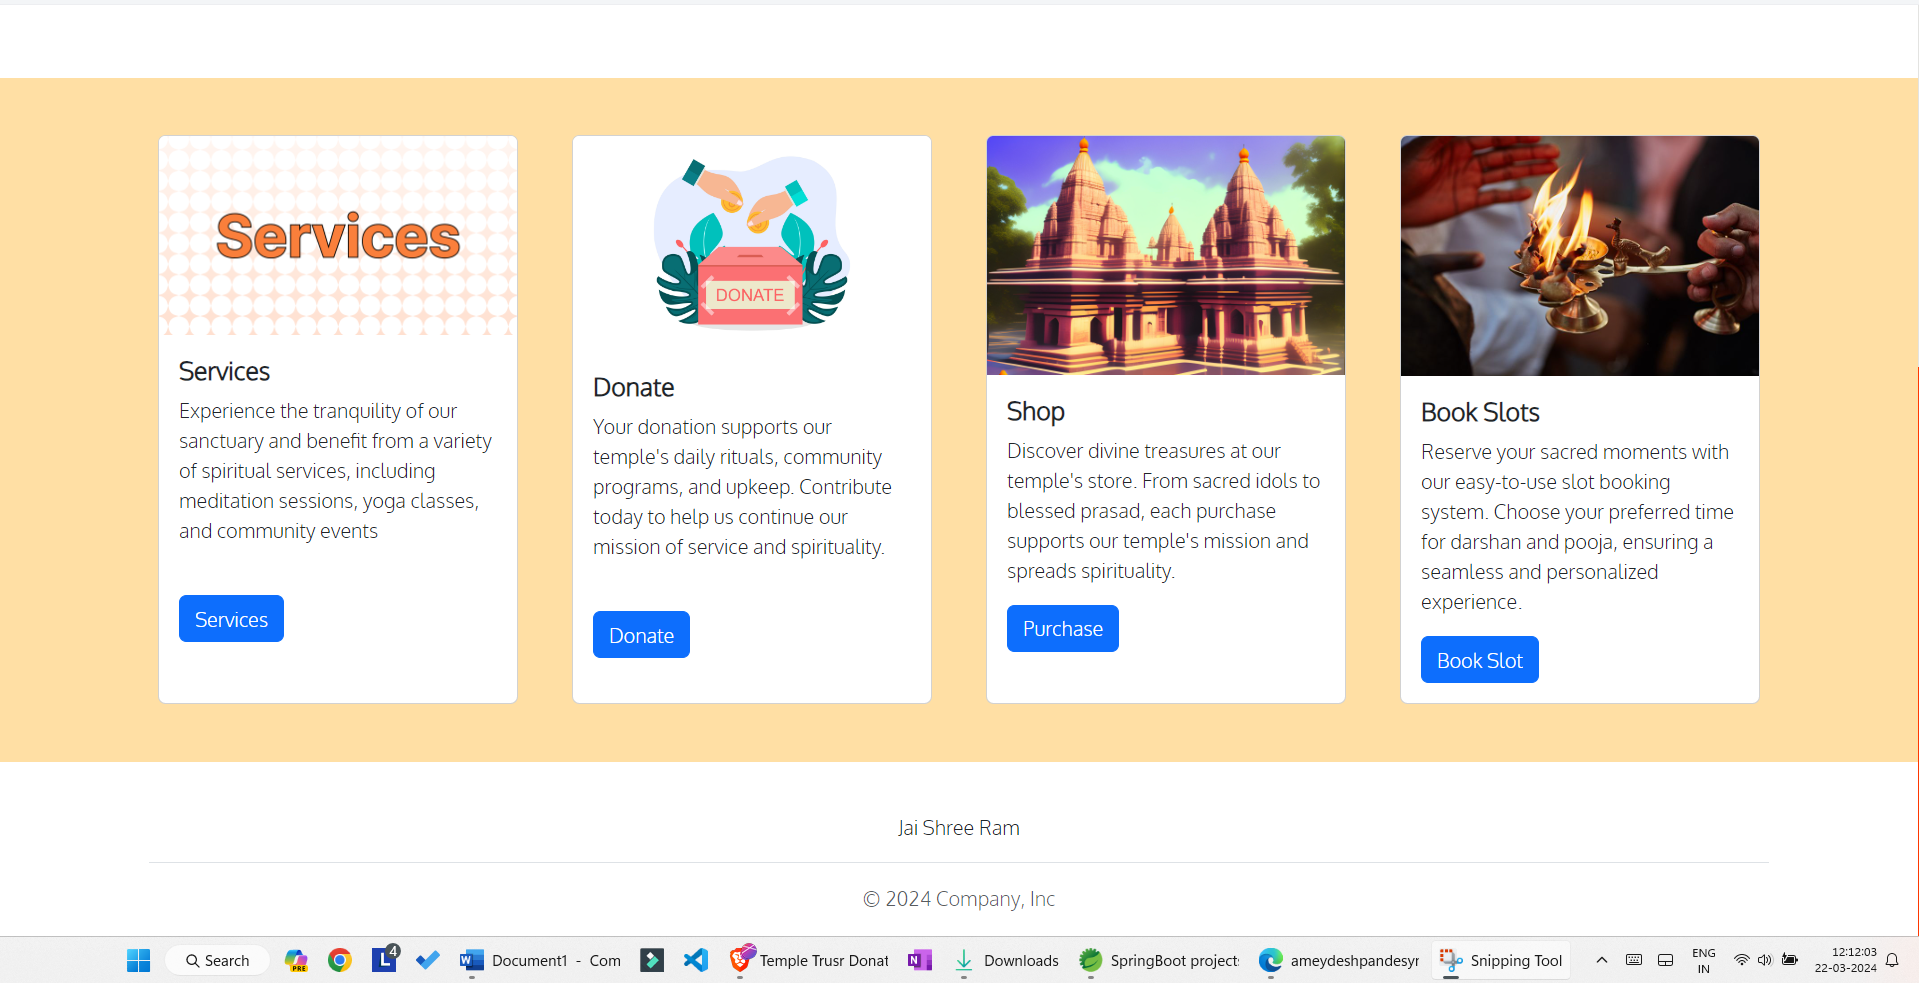 Services
DONATE
Services
Experience the tranquility of our
sanctuary and benefit from a variety
of spiritual services, including
meditation sessions, yoga classes,
and community events
Services
Donate
Your donation supports our
temple's daily rituals, community
programs, and upkeep. Contribute
today to help us continue our
mission of service and spirituality.
Donate
Shop
Discover divine treasures at our
temple's store. From sacred idols to
blessed prasad, each purchase
supports our temple's mission and
spreads spirituality.
Purchase
Book Slots
Reserve your sacred moments with
our easy-to-use slot booking
system. Choose your preferred time
for darshan and pooja, ensuring a
seamless and personalized
experience.
Book Slot
Jai Shree Ram
© 2024 Company, Inc
Search
PRE
L
4
W
Document1 - Com
Temple Trusr Donat
N
Downloads
SpringBoot project
ameydeshpandesyr
Snipping Tool
ENG
IN
12:12:03
22-03-2024